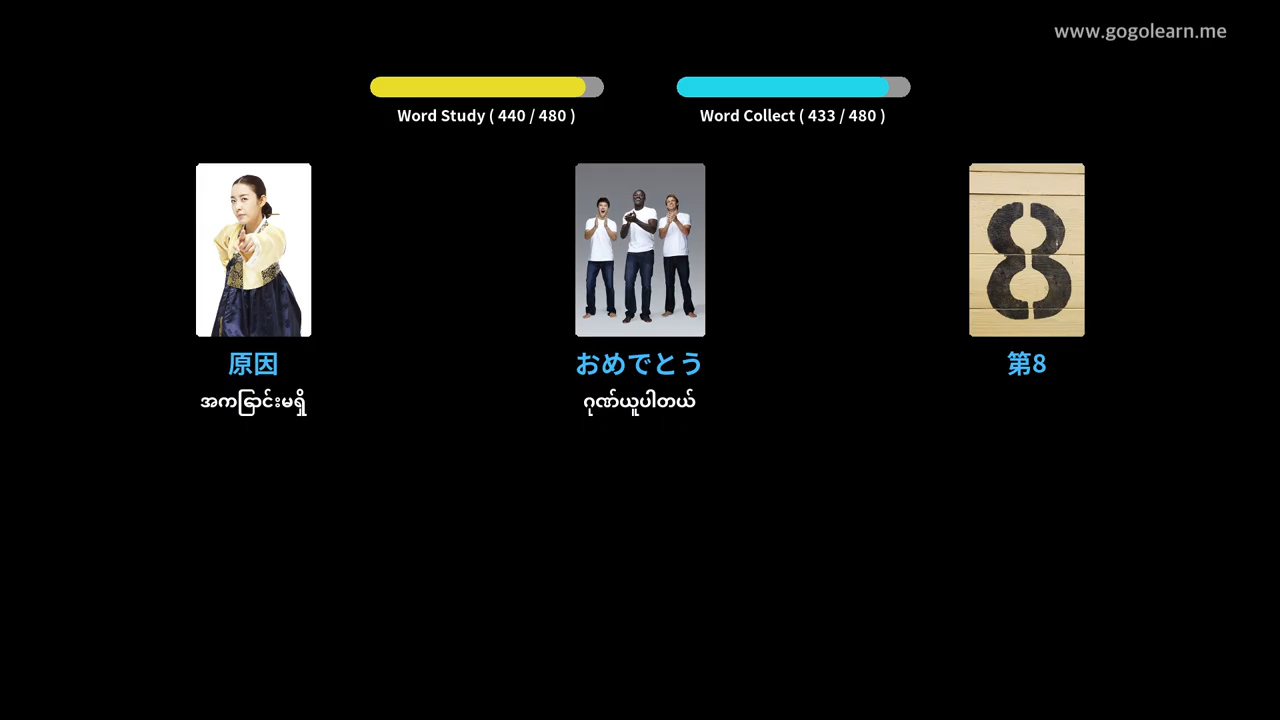 www.gogolearn.me
Word Study ( 440 / 480 )
Word Collect ( 433 / 480 )
8
原因
おめでとう
第8
အကြောင်းမရှိ
ဂုဏ်ယူပါတယ်